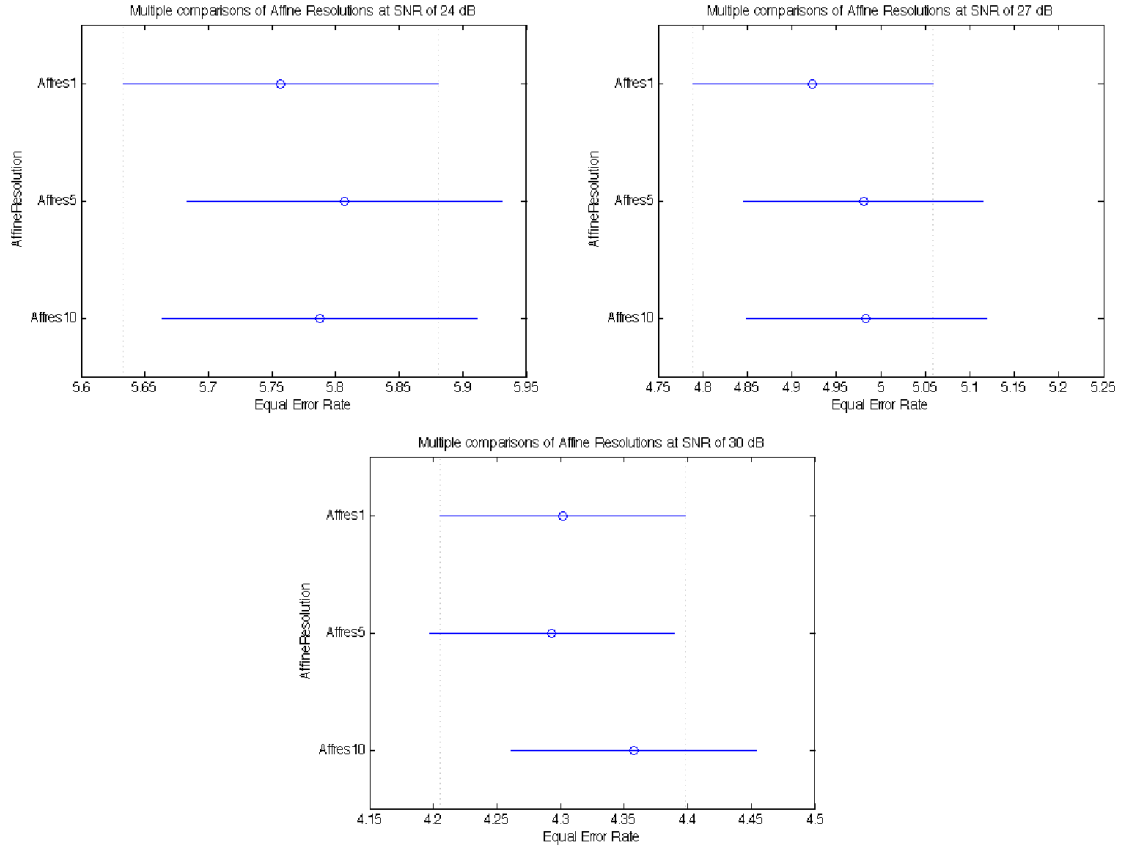 Multiple comparisons of Affine Resolutions at SNR of 24 dB
Affres1
Affres5
Affres10
AffineResolution
5.6 5.65 5.7 5.75 5.8 5.85 5.9 5.95
Equal Error Rate
Multiple comparisons of Affine Resolutions at SNR of 27 dB
Affres1
Affres5
Affres10
AffineResolution
4.75 4.8 4.85 4.9 4.95 5 5.05 5.1 5.15 5.2 5.25
Equal Error Rate
Multiple comparisons of Affine Resolutions at SNR of 30 dB
Affres1
Affres5
Affres10
AffineResolution
4.15 4.2 4.25 4.3 4.35 4.4 4.45 4.5
Equal Error Rate